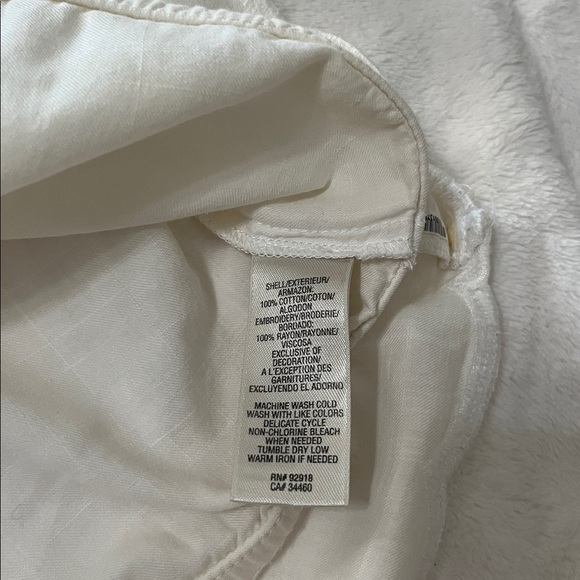 SHELL/EXTERIEUR/
ARMAZON:
100% COTTON/COTON/
ALGODON
EMBROIDERY/BRODERIE/
BORDADO:
100% RAYON/RAYONNE/
VISCOSA
EXCLUSIVE OF
DECORATION/
A L'EXCEPTION DES
GARNITURES/
EXCLUYENDO EL ADORNO
MACHINE WASH COLD
WASH WITH LIKE COLORS
DELICATE CYCLE
NON-CHLORINE BLEACH
WHEN NEEDED
TUMBLE DRY LOW
WARM IRON IF NEEDED
RN# 92918
CA# 34460